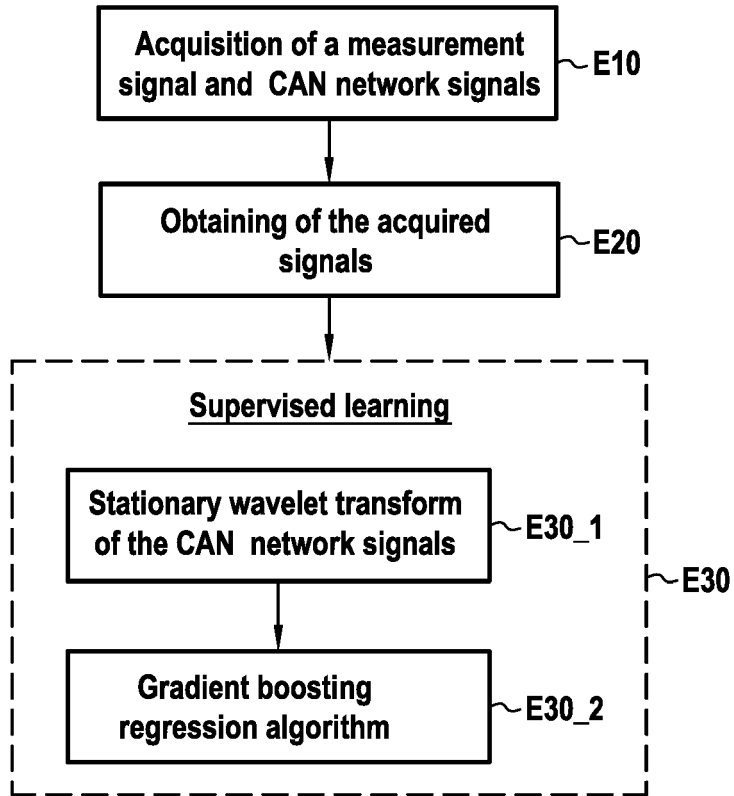 Acquisition of a measurement
signal and CAN network signals
E10
Obtaining of the acquired
signals
E20
Supervised learning
Stationary wavelet transform
of the CAN network signals
E30_1
E30
Gradient boosting
regression algorithm
E30_2